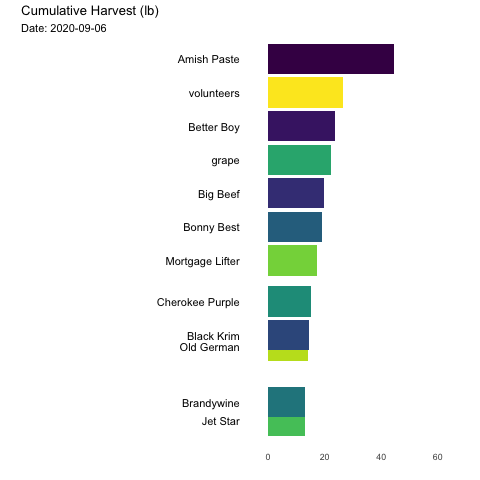 Cumulative Harvest (lb)
Date: 2020-09-06
Amish Paste
volunteers
Better Boy
grape
Big Beef
Bonny Best
Mortgage Lifter
Cherokee Purple
Black Krim
Old German
Brandywine
Jet Star
0 20 40 60